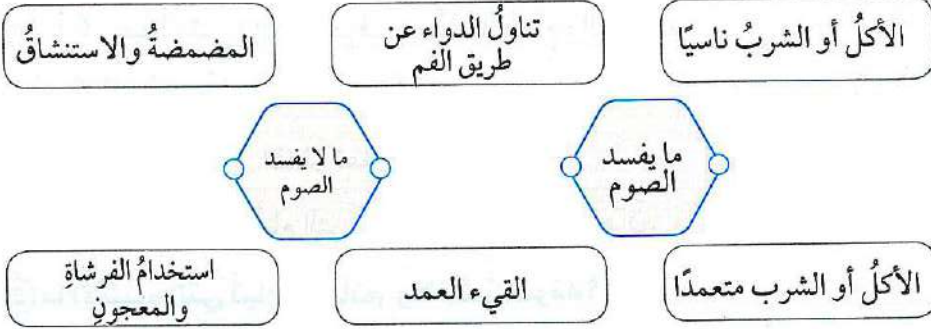 الأكلُ أو الشربُ ناسيًا
تناولُ الدواء عن
طريق الفم
المضمضةُ والاستنشاقُ
ما يفسد
الصوم
ما لا يفسد
الصوم
الأكلُ أو الشرب متعمدًا
القيء العمد
استخدامُ الفرشاةِ
والمعجونِ